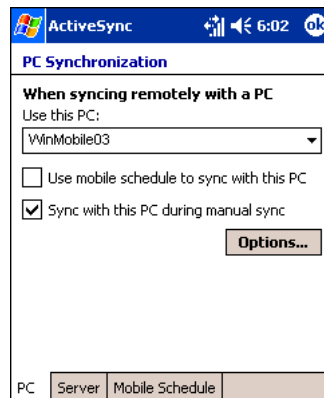 ActiveSync 6:02 ok
PC Synchronization
When syncing remotely with a PC
Use this PC:
WinMobile03
Use mobile schedule to sync with this PC
Sync with this PC during manual sync
Options...
PC Server Mobile Schedule